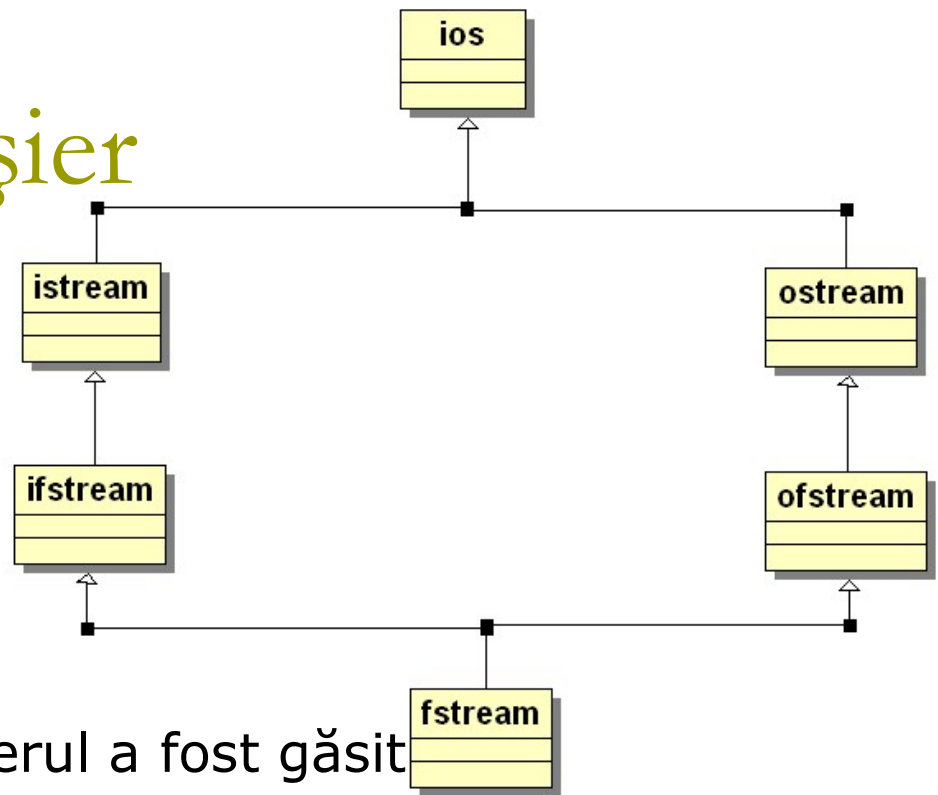 ios
şier
istream
ostream
ifstream
ofstream
fstream
erul a fost găsit